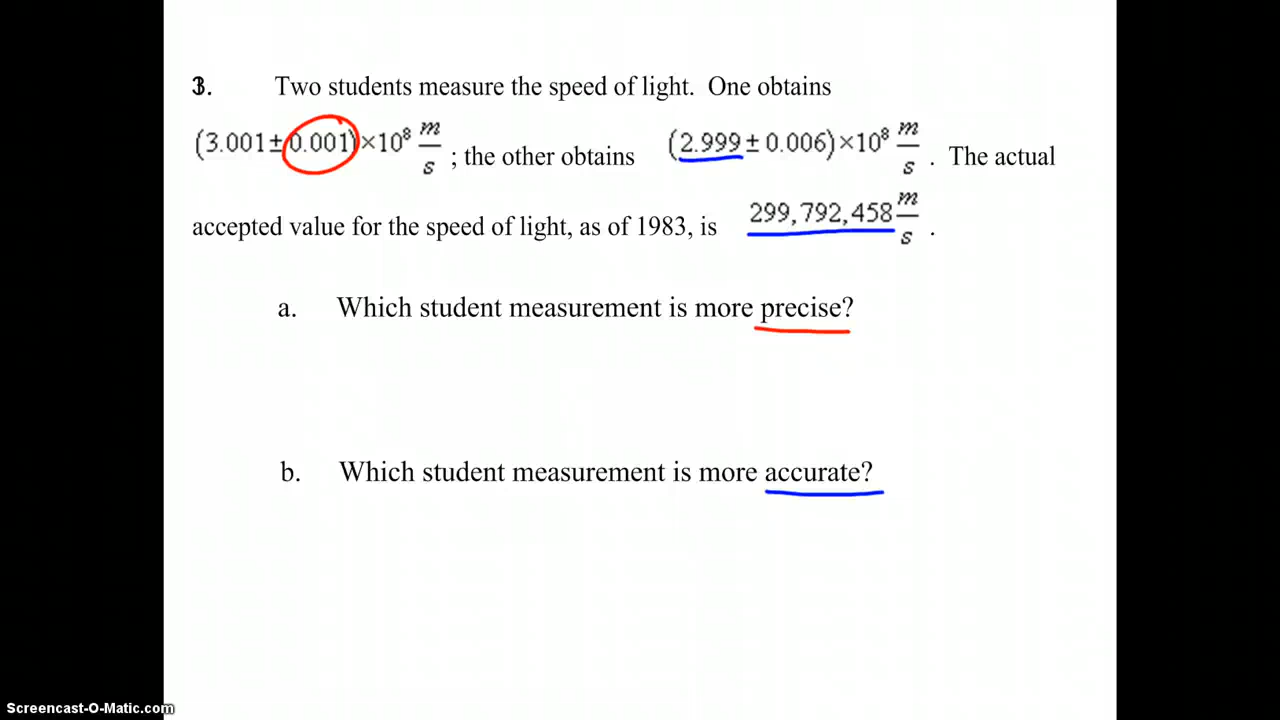 3. Two students measure the speed of light. One obtains
(3.001±0.001)×10⁸ m/s ; the other obtains (2.999±0.006)×10⁸ m/s . The actual
accepted value for the speed of light, as of 1983, is 299,792,458 m/s .
a. Which student measurement is more precise?
b. Which student measurement is more accurate?
Screencast-O-Matic.com